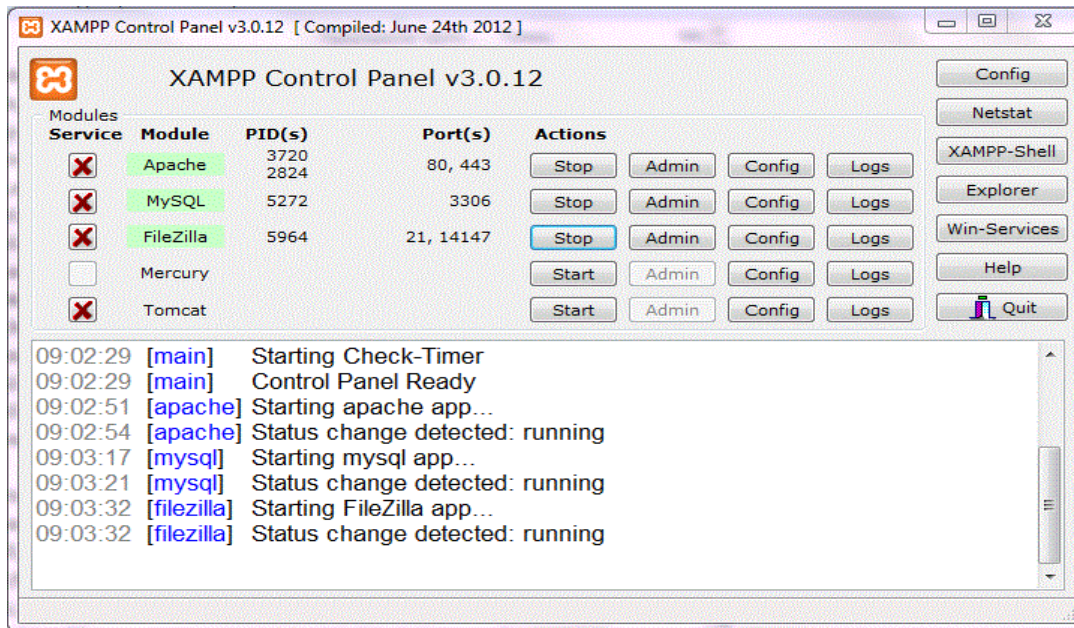 XAMPP Control Panel v3.0.12 [ Compiled: June 24th 2012 ]
XAMPP Control Panel v3.0.12
Config
Modules
Netstat
Service Module PID(s) Port(s) Actions
Apache 3720 2824 80, 443 Stop Admin Config Logs
XAMPP-Shell
MySQL 5272 3306 Stop Admin Config Logs
Explorer
FileZilla 5964 21, 14147 Stop Admin Config Logs
Win-Services
Mercury Start Admin Config Logs
Help
Tomcat Start Admin Config Logs
Quit
09:02:29 [main] Starting Check-Timer
09:02:29 [main] Control Panel Ready
09:02:51 [apache] Starting apache app...
09:02:54 [apache] Status change detected: running
09:03:17 [mysql] Starting mysql app...
09:03:21 [mysql] Status change detected: running
09:03:32 [filezilla] Starting FileZilla app...
09:03:32 [filezilla] Status change detected: running